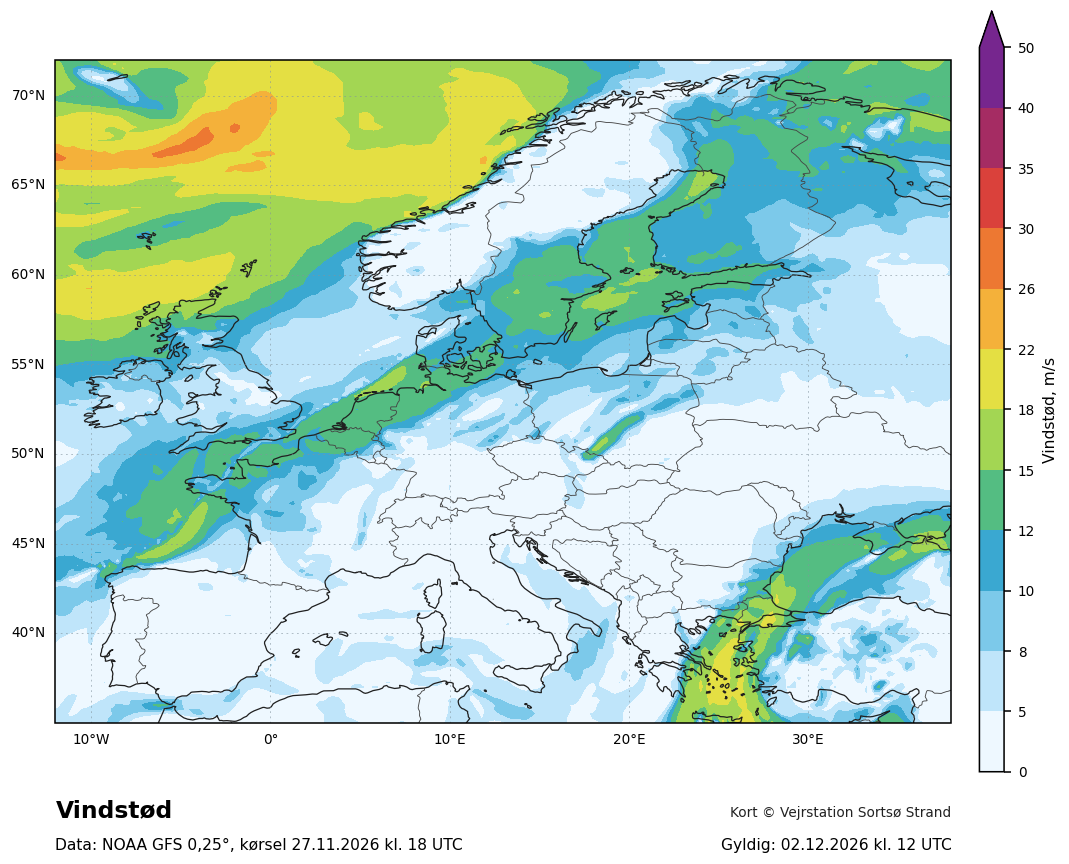 50
40
35
30
26
22
18
15
12
10
8
5
0
Vindstød, m/s
70°N
65°N
60°N
55°N
50°N
45°N
40°N
10°W
0°
10°E
20°E
30°E
Vindstød
Kort © Vejrstation Sortsø Strand
Data: NOAA GFS 0,25°, kørsel 27.11.2026 kl. 18 UTC
Gyldig: 02.12.2026 kl. 12 UTC